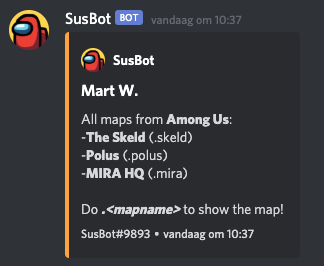 SusBot BOT vandaag om 10:37
SusBot
Mart W.
All maps from Among Us:
-The Skeld (.skeld)
-Polus (.polus)
-MIRA HQ (.mira)
Do .<mapname> to show the map!
SusBot#9893 • vandaag om 10:37